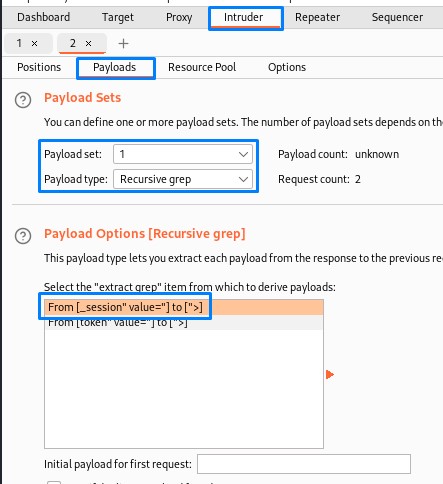 Dashboard Target Proxy Intruder Repeater Sequencer
1 × 2 × +
Positions Payloads Resource Pool Options
? Payload Sets
You can define one or more payload sets. The number of payload sets depends on the
Payload set: 1 Payload count: unknown
Payload type: Recursive grep Request count: 2
? Payload Options [Recursive grep]
This payload type lets you extract each payload from the response to the previous re
Select the "extract grep" item from which to derive payloads:
From [_session" value="] to [">]
From [token" value="] to [">]
Initial payload for first request: